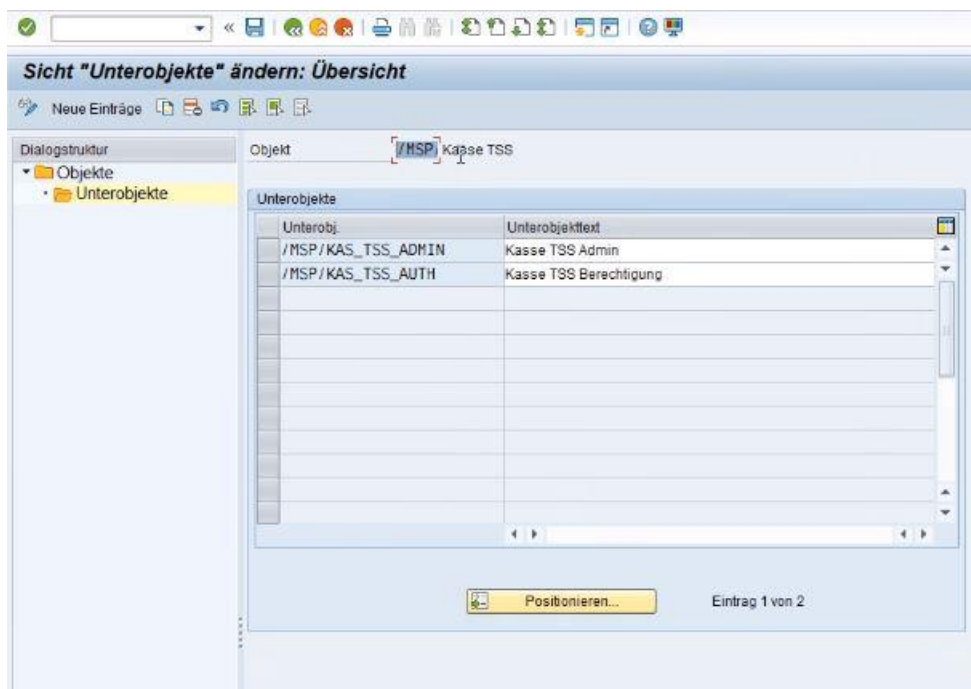 Sicht "Unterobjekte" ändern: Übersicht
Neue Einträge
Dialogstruktur
Objekte
Unterobjekte
Objekt /MSP/ Kasse TSS
Unterobjekte
Unterobj. Unterobjekttext
/MSP/KAS_TSS_ADMIN Kasse TSS Admin
/MSP/KAS_TSS_AUTH Kasse TSS Berechtigung
Positionieren... Eintrag 1 von 2